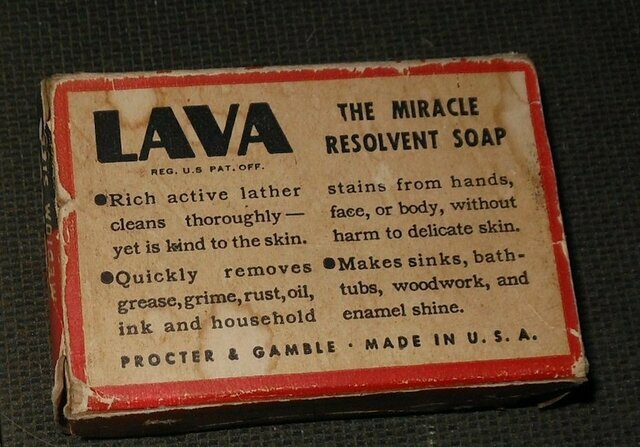 LAVA
REG. U.S PAT. OFF.
THE MIRACLE
RESOLVENT SOAP
●Rich active lather
cleans thoroughly—
yet is kind to the skin.
●Quickly removes
grease, grime, rust, oil,
ink and household
stains from hands,
face, or body, without
harm to delicate skin.
●Makes sinks, bath-
tubs, woodwork, and
enamel shine.
PROCTER & GAMBLE · MADE IN U. S. A.
MEDIUM